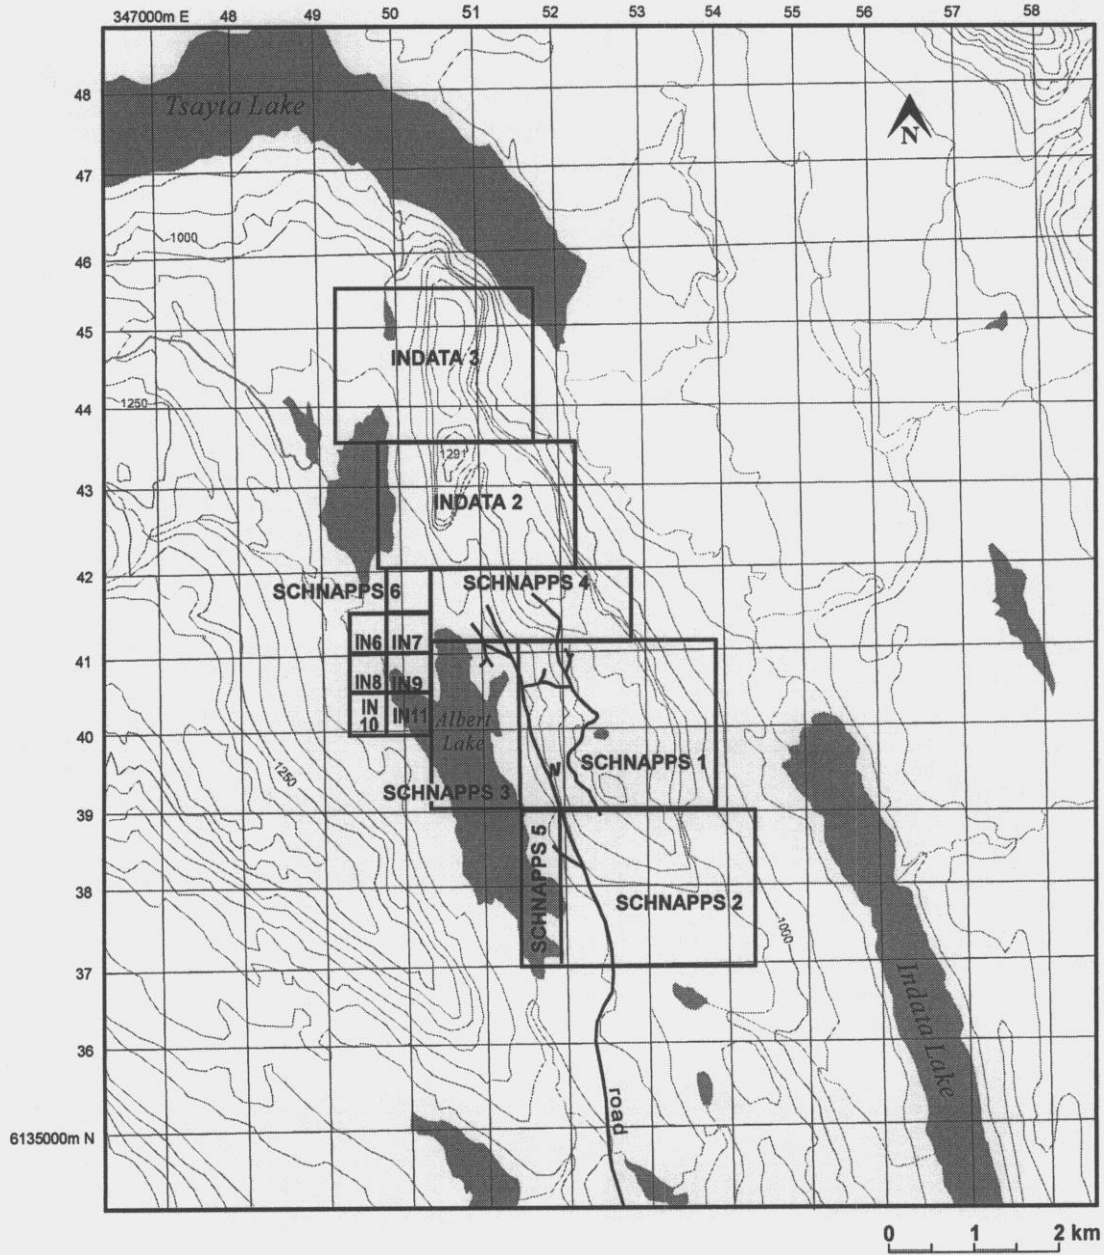 347000m E 48 49 50 51 52 53 54 55 56 57 58
48
Tsayta Lake
N
47
1000
46
45
INDATA 3
44
1250
1291
43
INDATA 2
42
SCHNAPPS 6
SCHNAPPS 4
IN6 IN7
41
IN8 IN9
IN
10
IN11
Albert
Lake
40
1250
SCHNAPPS 1
SCHNAPPS 3
39
SCHNAPPS 5
38
SCHNAPPS 2
1000
37
Indata Lake
36
road
6135000m N
0 1 2 km